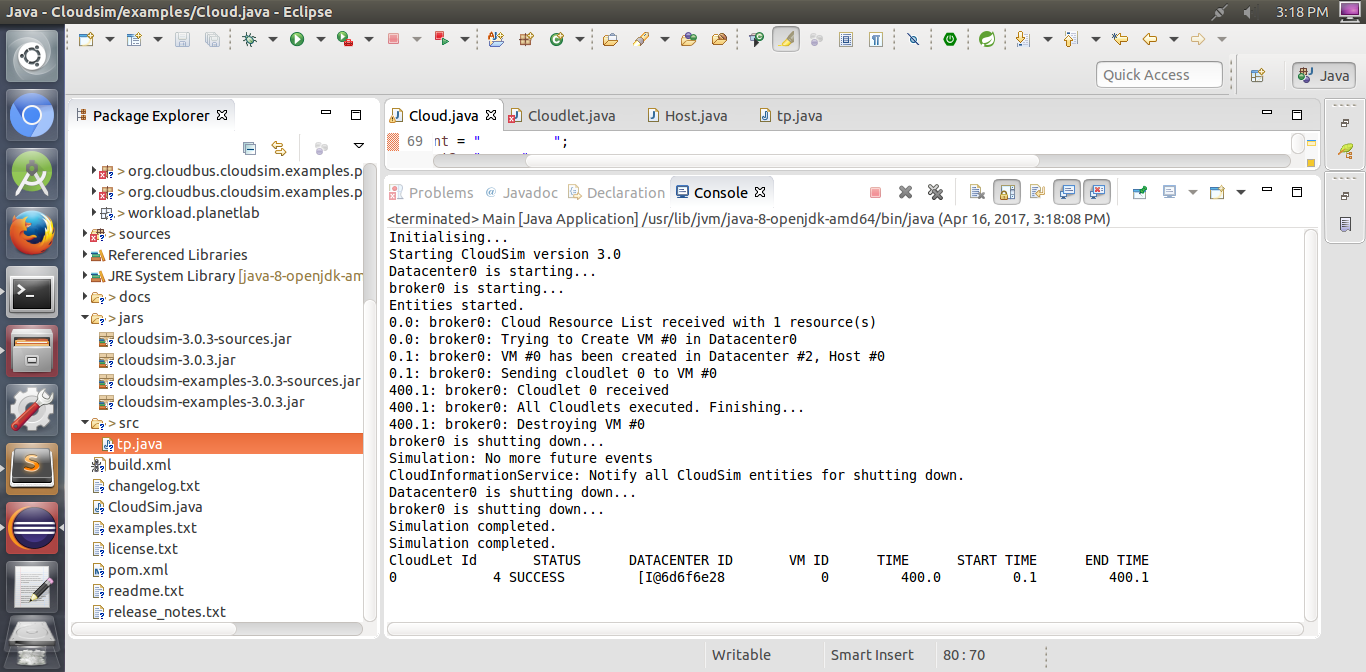 Java - Cloudsim/examples/Cloud.java - Eclipse
3:18 PM
Quick Access
Java
Package Explorer
> org.cloudbus.cloudsim.examples.p
> org.cloudbus.cloudsim.examples.p
> workload.planetlab
> sources
Referenced Libraries
JRE System Library [java-8-openjdk-am
> docs
> jars
cloudsim-3.0.3-sources.jar
cloudsim-3.0.3.jar
cloudsim-examples-3.0.3-sources.jar
cloudsim-examples-3.0.3.jar
> src
tp.java
build.xml
changelog.txt
CloudSim.java
examples.txt
license.txt
pom.xml
readme.txt
release_notes.txt
Cloud.java Cloudlet.java Host.java tp.java
69 nt = "         ";
Problems @ Javadoc Declaration Console
<terminated> Main [Java Application] /usr/lib/jvm/java-8-openjdk-amd64/bin/java (Apr 16, 2017, 3:18:08 PM)
Initialising...
Starting CloudSim version 3.0
Datacenter0 is starting...
broker0 is starting...
Entities started.
0.0: broker0: Cloud Resource List received with 1 resource(s)
0.0: broker0: Trying to Create VM #0 in Datacenter0
0.1: broker0: VM #0 has been created in Datacenter #2, Host #0
0.1: broker0: Sending cloudlet 0 to VM #0
400.1: broker0: Cloudlet 0 received
400.1: broker0: All Cloudlets executed. Finishing...
400.1: broker0: Destroying VM #0
broker0 is shutting down...
Simulation: No more future events
CloudInformationService: Notify all CloudSim entities for shutting down.
Datacenter0 is shutting down...
broker0 is shutting down...
Simulation completed.
Simulation completed.
CloudLet Id STATUS DATACENTER ID VM ID TIME START TIME END TIME
0 4 SUCCESS [I@6d6f6e28 0 400.0 0.1 400.1
Writable Smart Insert 80 : 70